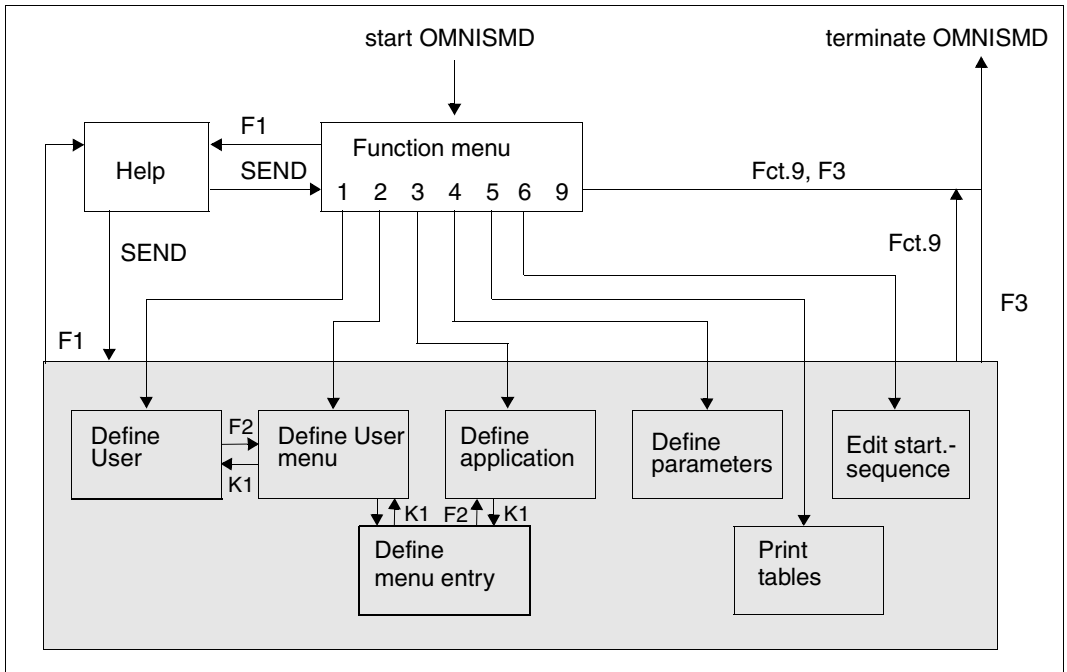 start OMNISMD
terminate OMNISMD
F1
Function menu
Help
SEND
Fct.9, F3
1 2 3 4 5 6 9
SEND
Fct.9
F3
F1
Define
User
F2
K1
Define User
menu
Define
application
Define
parameters
Edit start.-
sequence
K1
F2
K1
Define
menu entry
Print
tables